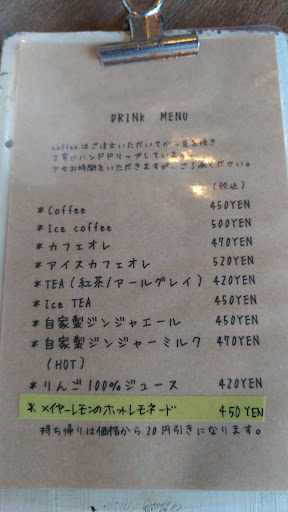 DRINK MENU
coffeeはご注文いただいてから豆を挽き
丁寧にハンドドリップしています。
少々お時間をいただきますが、ご了承ください。
(税込)
*Coffee 450YEN
*Ice coffee 500YEN
*カフェオレ 470YEN
*アイスカフェオレ 520YEN
*TEA(紅茶/アールグレイ) 420YEN
*Ice TEA 450YEN
*自家製ジンジャエール 450YEN
*自家製ジンジャーミルク 470YEN
(HOT)
*りんご100%ジュース 420YEN
*メイヤーレモンのホットレモネード 450YEN
持ち帰りは価格から20円引きになります。